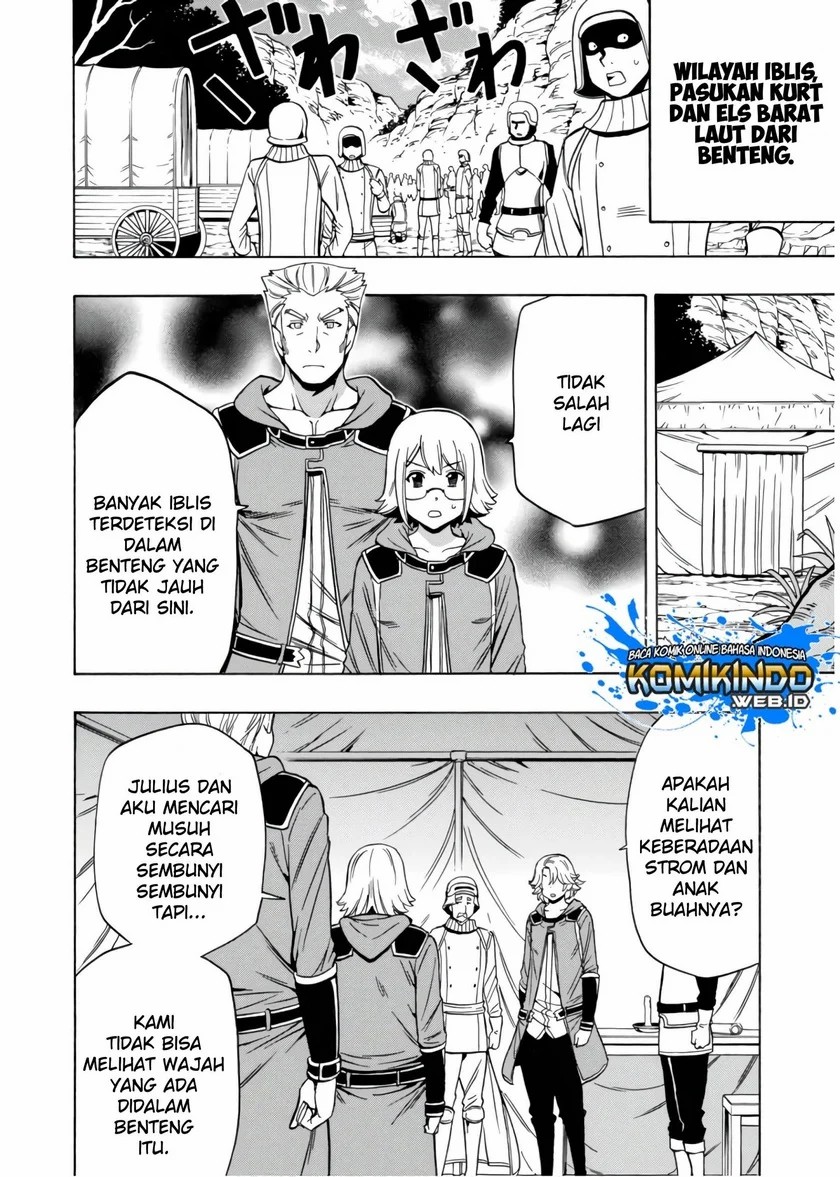 ざわ
ざわ
WILAYAH IBLIS,
PASUKAN KURT
DAN ELS BARAT
LAUT DARI
BENTENG.
TIDAK
SALAH
LAGI
BANYAK IBLIS
TERDETEKSI DI
DALAM
BENTENG YANG
TIDAK JAUH
DARI SINI.
BACA KOMIK ONLINE BAHASA INDONESIA
KOMIKINDO
WEB.ID
APAKAH
KALIAN
MELIHAT
KEBERADAAN
STROM DAN
ANAK
BUAHNYA?
JULIUS DAN
AKU MENCARI
MUSUH
SECARA
SEMBUNYI
SEMBUNYI
TAPI...
KAMI
TIDAK BISA
MELIHAT WAJAH
YANG ADA
DIDALAM
BENTENG
ITU.